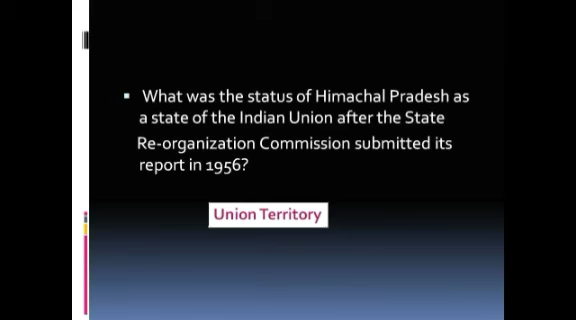 What was the status of Himachal Pradesh as
a state of the Indian Union after the State
Re-organization Commission submitted its
report in 1956?
Union Territory